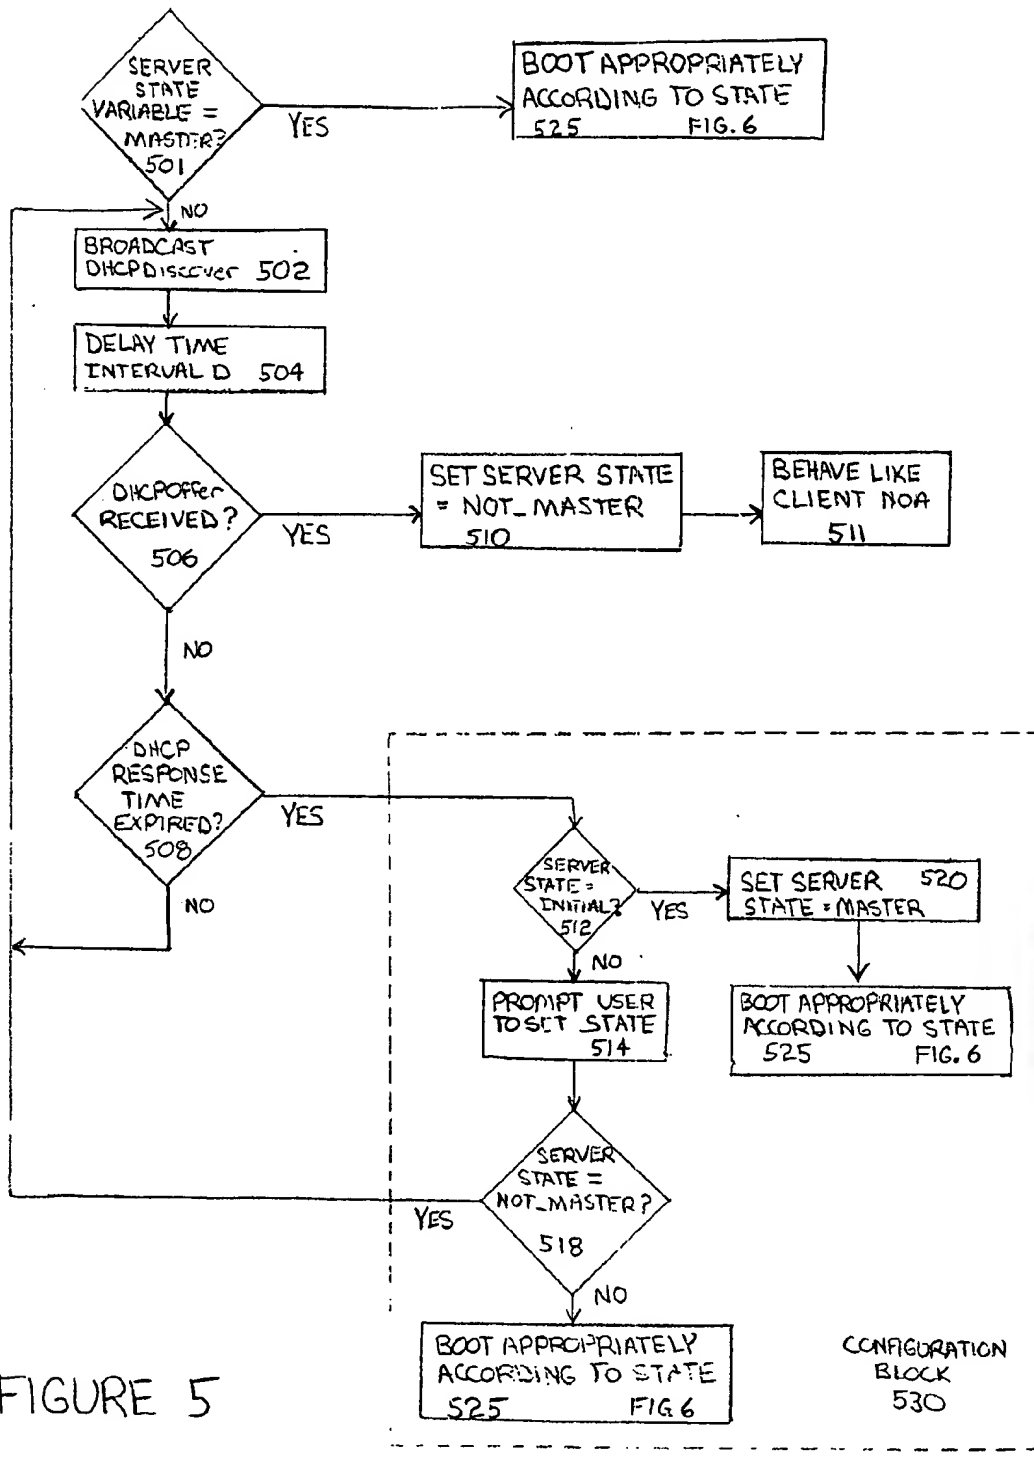 SERVER
STATE
VARIABLE =
MASTER?
501
YES
BOOT APPROPRIATELY
ACCORDING TO STATE
525 FIG. 6
NO
BROADCAST
DHCPDiscover 502
DELAY TIME
INTERVAL D 504
DHCPOffer
RECEIVED?
506
YES
SET SERVER STATE
= NOT_MASTER
510
BEHAVE LIKE
CLIENT NOA
511
NO
DHCP
RESPONSE
TIME
EXPIRED?
508
YES
NO
SERVER
STATE =
INITIAL?
512
YES
SET SERVER 520
STATE = MASTER
NO
PROMPT USER
TO SET STATE
514
BOOT APPROPRIATELY
ACCORDING TO STATE
525 FIG. 6
SERVER
STATE =
NOT_MASTER?
518
YES
NO
BOOT APPROPRIATELY
ACCORDING TO STATE
525 FIG 6
CONFIGURATION
BLOCK
530
FIGURE 5